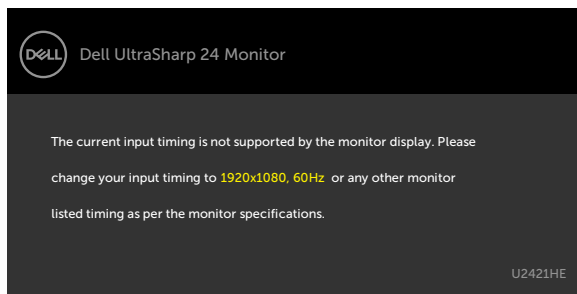 DELL Dell UltraSharp 24 Monitor
The current input timing is not supported by the monitor display. Please
change your input timing to 1920x1080, 60Hz or any other monitor
listed timing as per the monitor specifications.
U2421HE